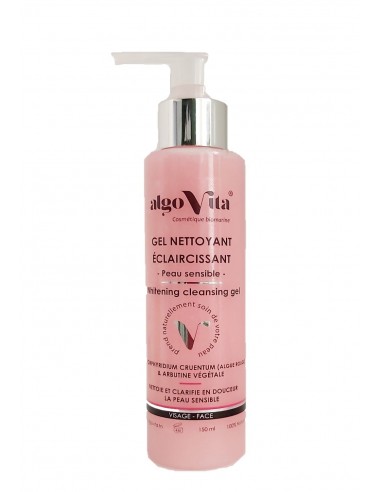 algoVita®
Cosmétique biomarine
GEL NETTOYANT
ÉCLAIRCISSANT
- Peau sensible -
Whitening cleansing gel
prend naturellement soin de votre peau
V
CRUENTUM (ALGUE ROUGE)
& ARBUTINE VÉGÉTALE
NETTOIE ET CLARIFIE EN DOUCEUR
LA PEAU SENSIBLE
VISAGE - FACE
150 ml